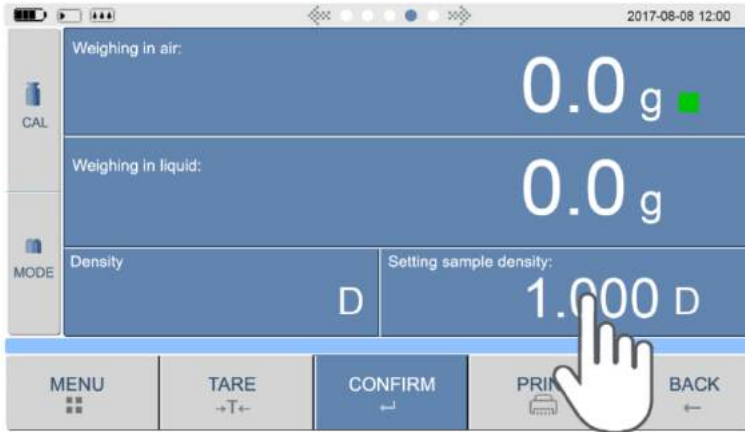 2017-08-08 12:00
Weighing in air:
0.0 g
CAL
Weighing in liquid:
0.0 g
MODE
Density
D
Setting sample density:
1.000 D
MENU
TARE
→T←
CONFIRM
BACK